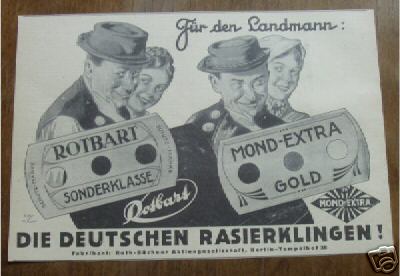 Für den Landmann:
ROTBART
SONDERKLASSE
MOND-EXTRA
GOLD
Rotbart
MOND-EXTRA
DIE DEUTSCHEN RASIERKLINGEN!
Fabrikant: Roth-Büchner Aktiengesellschaft, Berlin-Tempelhof
ebY